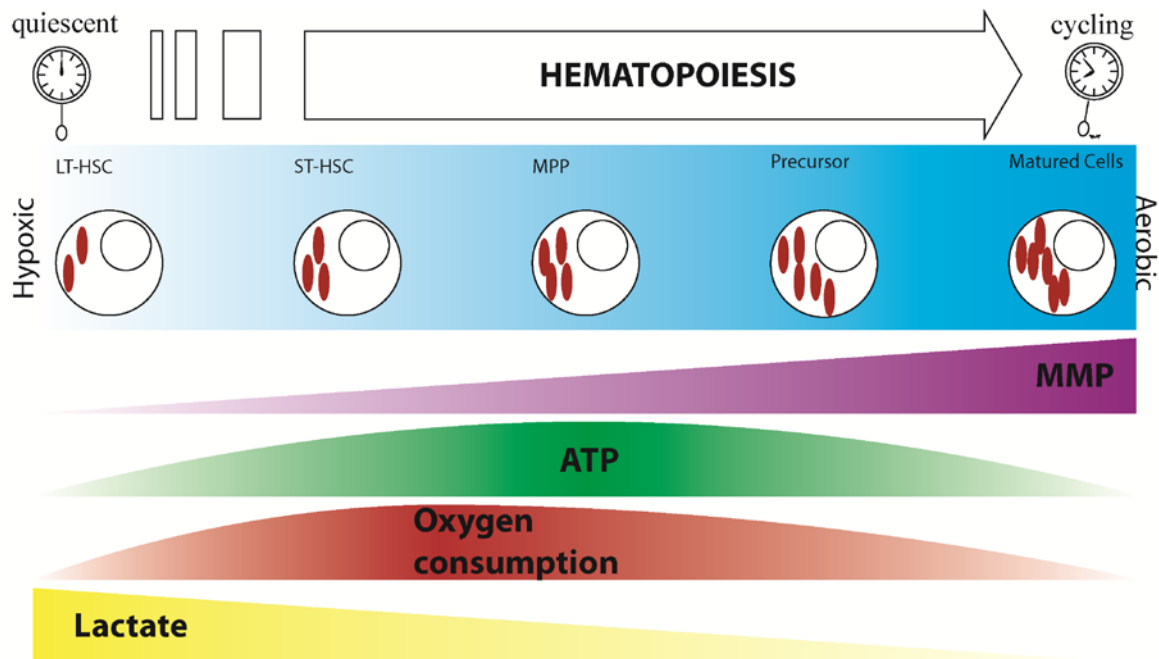 quiescent
cycling
HEMATOPOIESIS
LT-HSC
ST-HSC
MPP
Precursor
Matured Cells
Hypoxic
Aerobic
MMP
ATP
Oxygen
consumption
Lactate